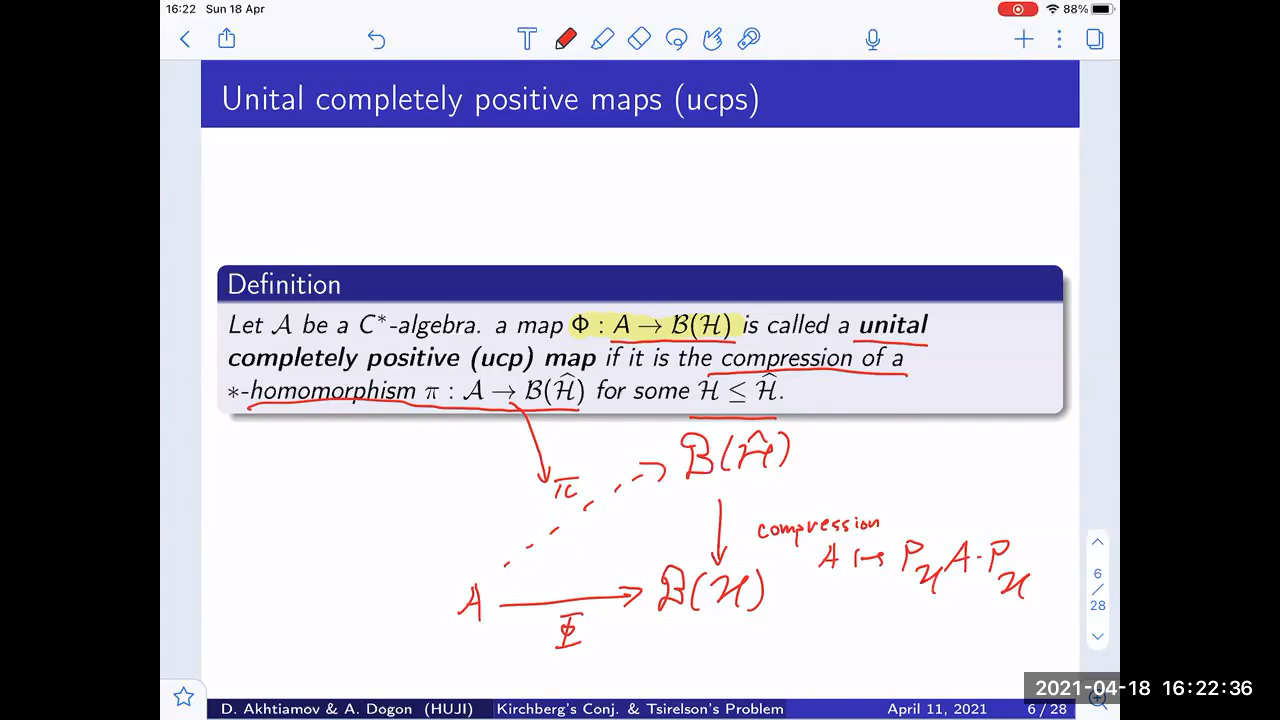 16:22 Sun 18 Apr
88%
Unital completely positive maps (ucps)
Definition
Let 𝒜 be a C*-algebra. a map Φ : A → ℬ(ℋ) is called a unital
completely positive (ucp) map if it is the compression of a
*-homomorphism π : 𝒜 → ℬ(ℋ̂) for some ℋ ≤ ℋ̂.
B(ℋ̂)
π
compression
A ↦ P_ℋ A · P_ℋ
A
B(ℋ)
Φ
6
/
28
D. Akhtiamov & A. Dogon (HUJI) Kirchberg's Conj. & Tsirelson's Problem April 11, 2021 6 / 28
2021-04-18 16:22:36